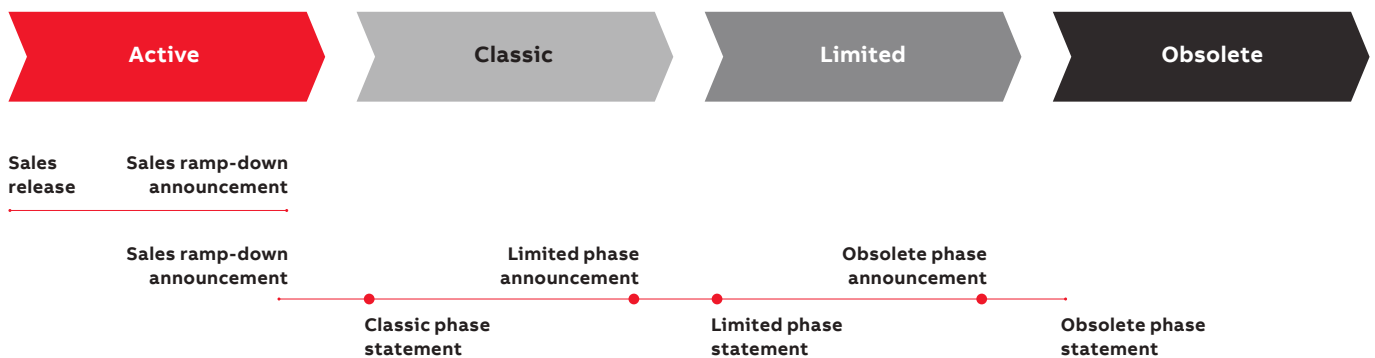 Active
Classic
Limited
Obsolete
Sales
release
Sales ramp-down
announcement
Sales ramp-down
announcement
Limited phase
announcement
Obsolete phase
announcement
Classic phase
statement
Limited phase
statement
Obsolete phase
statement